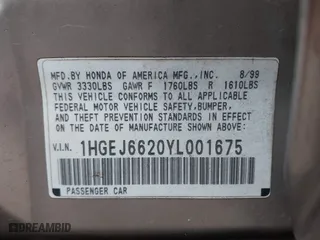 MFD.BY HONDA OF AMERICA MFG.,INC. 8/99
GVWR 3330LBS GAWR F 1760LBS R 1610LBS
THIS VEHICLE CONFORMS TO ALL APPLICABLE
FEDERAL MOTOR VEHICLE SAFETY,BUMPER,
AND THEFT PREVENTION STANDARDS IN
EFFECT ON THE DATE OF MANUFACTURE
SHOWN ABOVE.
V.I.N. 1HGEJ6620YL001675
PASSENGER CAR
DREAMBID